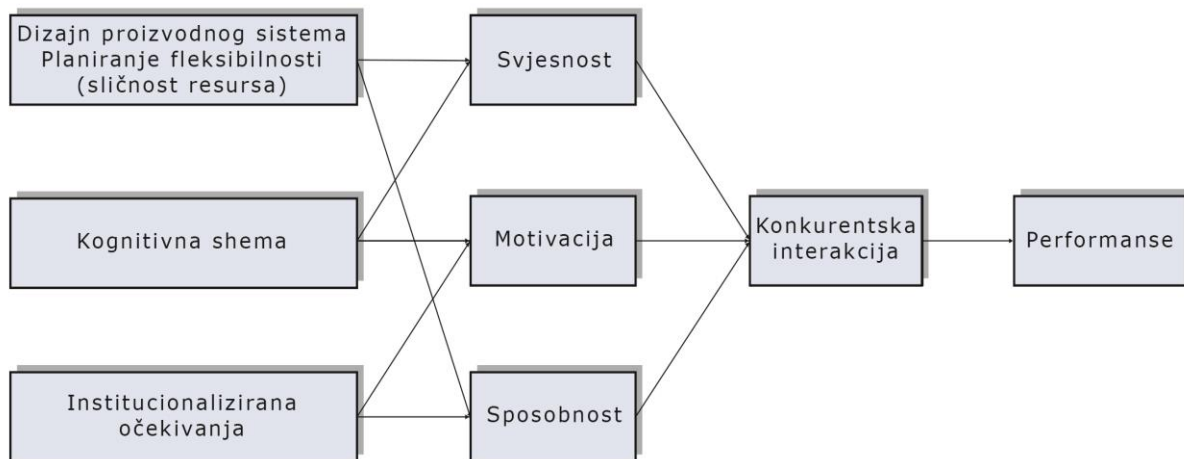 Dizajn proizvodnog sistema
Planiranje fleksibilnosti
(sličnost resursa)
Svjesnost
Kognitivna shema
Motivacija
Konkurentska
interakcija
Performanse
Institucionalizirana
očekivanja
Sposobnost